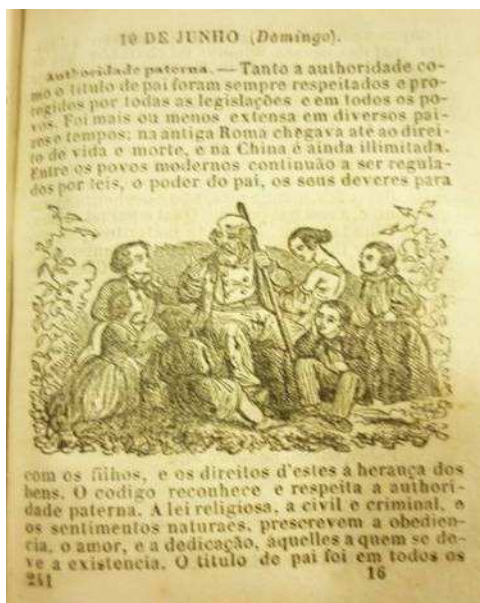 10 DE JUNHO (Domingo).
Authoridade paterna. — Tanto a authoridade co-
mo o titulo de pai foram sempre respeitados e pro-
tegidos por todas as legislações e em todos os po-
vos. Foi mais ou menos extensa em diversos pai-
zes e tempos; na antiga Roma chegava até ao direi-
to de vida e morte, e na China é ainda illimitada.
Entre os povos modernos continuão a ser regula-
dos por leis, o poder do pai, os seus deveres para
com os filhos, e os direitos d'estes á herança dos
bens. O codigo reconhece e respeita a authori-
dade paterna. A lei religiosa, a civil e criminal, e
os sentimentos naturaes, prescrevem a obedien-
cia, o amor, e a dedicação, aquelles a quem se de-
ve a existencia. O titulo de pai foi em todos os
241 16